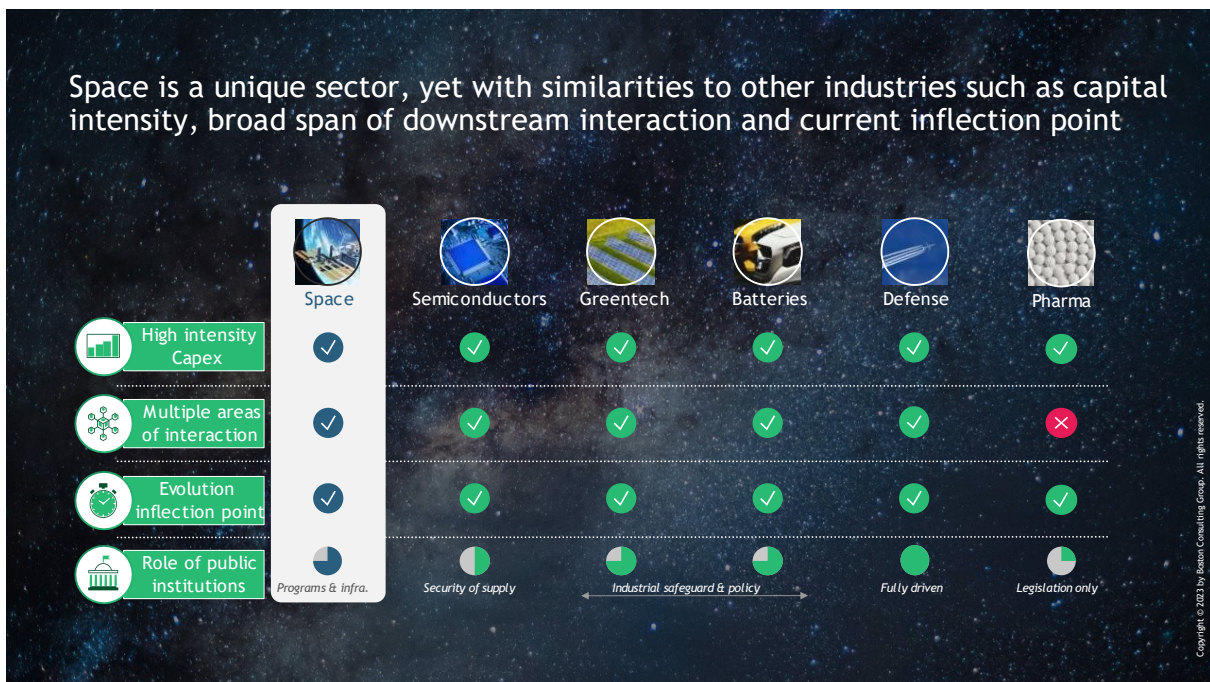 Space is a unique sector, yet with similarities to other industries such as capital
intensity, broad span of downstream interaction and current inflection point
Space
Semiconductors
Greentech
Batteries
Defense
Pharma
High intensity
Capex
Multiple areas
of interaction
Evolution
inflection point
Role of public
institutions
Programs & infra.
Security of supply
Industrial safeguard & policy
Fully driven
Legislation only
Copyright © 2023 by Boston Consulting Group. All rights reserved.